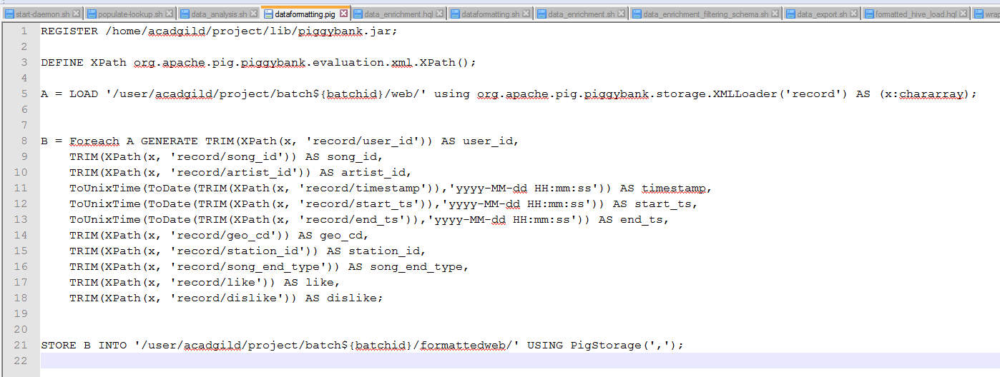 start-daemon.sh populate-lookup.sh data_analysis.sh dataformatting.pig data_enrichment.hql dataformatting.sh data_enrichment.sh data_enrichment_filtering_schema.sh data_export.sh formatted_hive_load.hql
1 REGISTER /home/acadgild/project/lib/piggybank.jar;
2
3 DEFINE XPath org.apache.pig.piggybank.evaluation.xml.XPath();
4
5 A = LOAD '/user/acadgild/project/batch${batchid}/web/' using org.apache.pig.piggybank.storage.XMLLoader('record') AS (x:chararray);
6
7
8 B = Foreach A GENERATE TRIM(XPath(x, 'record/user_id')) AS user_id,
9 TRIM(XPath(x, 'record/song_id')) AS song_id,
10 TRIM(XPath(x, 'record/artist_id')) AS artist_id,
11 ToUnixTime(ToDate(TRIM(XPath(x, 'record/timestamp')),'yyyy-MM-dd HH:mm:ss')) AS timestamp,
12 ToUnixTime(ToDate(TRIM(XPath(x, 'record/start_ts')),'yyyy-MM-dd HH:mm:ss')) AS start_ts,
13 ToUnixTime(ToDate(TRIM(XPath(x, 'record/end_ts')),'yyyy-MM-dd HH:mm:ss')) AS end_ts,
14 TRIM(XPath(x, 'record/geo_cd')) AS geo_cd,
15 TRIM(XPath(x, 'record/station_id')) AS station_id,
16 TRIM(XPath(x, 'record/song_end_type')) AS song_end_type,
17 TRIM(XPath(x, 'record/like')) AS like,
18 TRIM(XPath(x, 'record/dislike')) AS dislike;
19
20
21 STORE B INTO '/user/acadgild/project/batch${batchid}/formattedweb/' USING PigStorage(',');
22